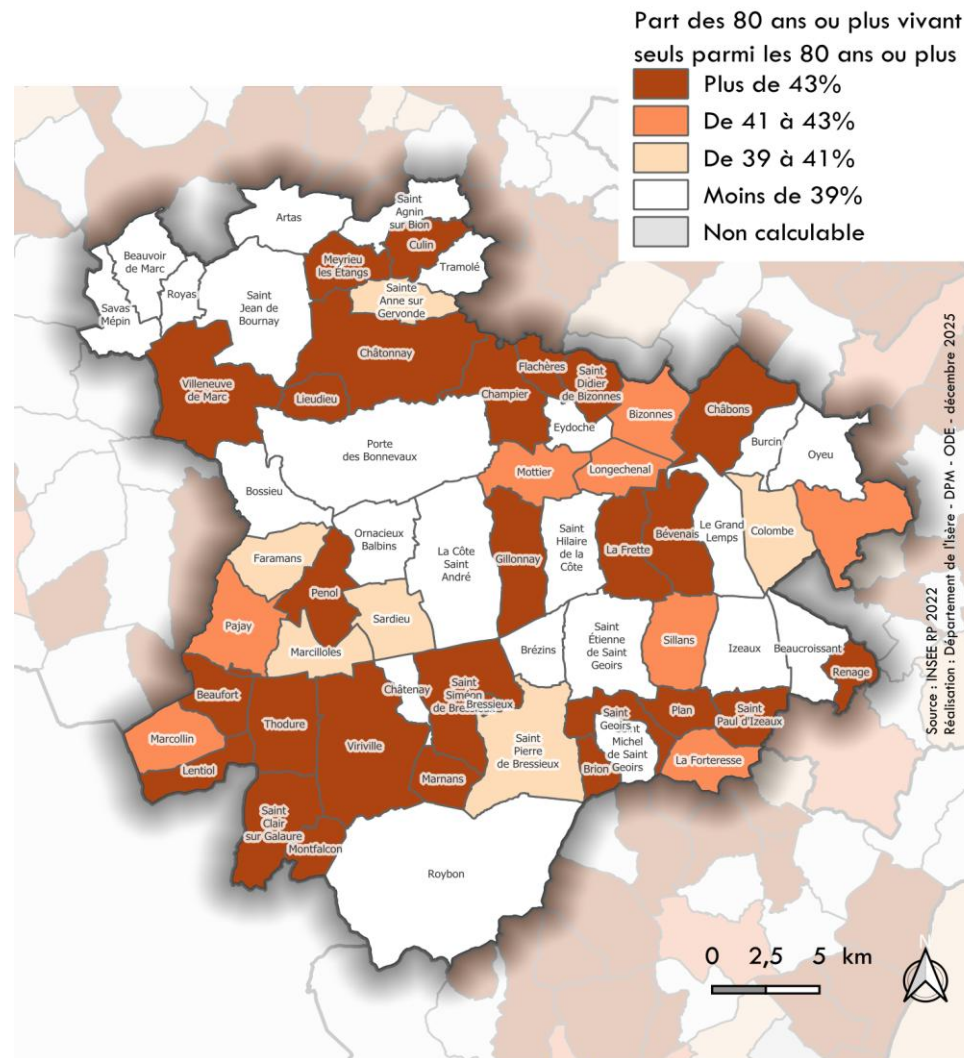 Part des 80 ans ou plus vivant
seuls parmi les 80 ans ou plus
Plus de 43%
De 41 à 43%
De 39 à 41%
Moins de 39%
Non calculable
Saint
Agnin
sur Bion
Artas
Culin
Beauvoir
de Marc
Meyrieu
les Étangs
Tramolé
Royas
Sainte
Anne sur
Gervonde
Savas
Mépin
Saint
Jean de
Bournay
Châtonnay
Flachères
Saint
Didier
de Bizonnes
Villeneuve
de Marc
Lieudieu
Champier
Bizonnes
Châbons
Eydoche
Burcin
Oyeu
Porte
des Bonnevaux
Mottier
Longechenal
Bossieu
Ornacieux
Balbins
Saint
Hilaire
de la
Côte
La Frette
Bévenais
Le Grand
Lemps
Colombe
La Côte
Saint
André
Gillonnay
Faramans
Penol
Sardieu
Pajay
Marcilloles
Brézins
Saint
Étienne
de Saint
Geoirs
Sillans
Izeaux
Beaucroissant
Renage
Châtenay
Saint
Siméon
de Bressieux
Bressieux
Beaufort
Thodure
Viriville
Saint
Pierre
de Bressieux
Saint
Geoirs
Saint
Michel
de Saint
Geoirs
Plan
Saint
Paul d'Izeaux
Marcollin
Lentiol
Marnans
Brion
La Forteresse
Saint
Clair
sur Galaure
Montfalcon
Roybon
Source : INSEE RP 2022
Réalisation : Département de l'Isère - DPM - ODE - décembre 2025
0 2,5 5 km
N